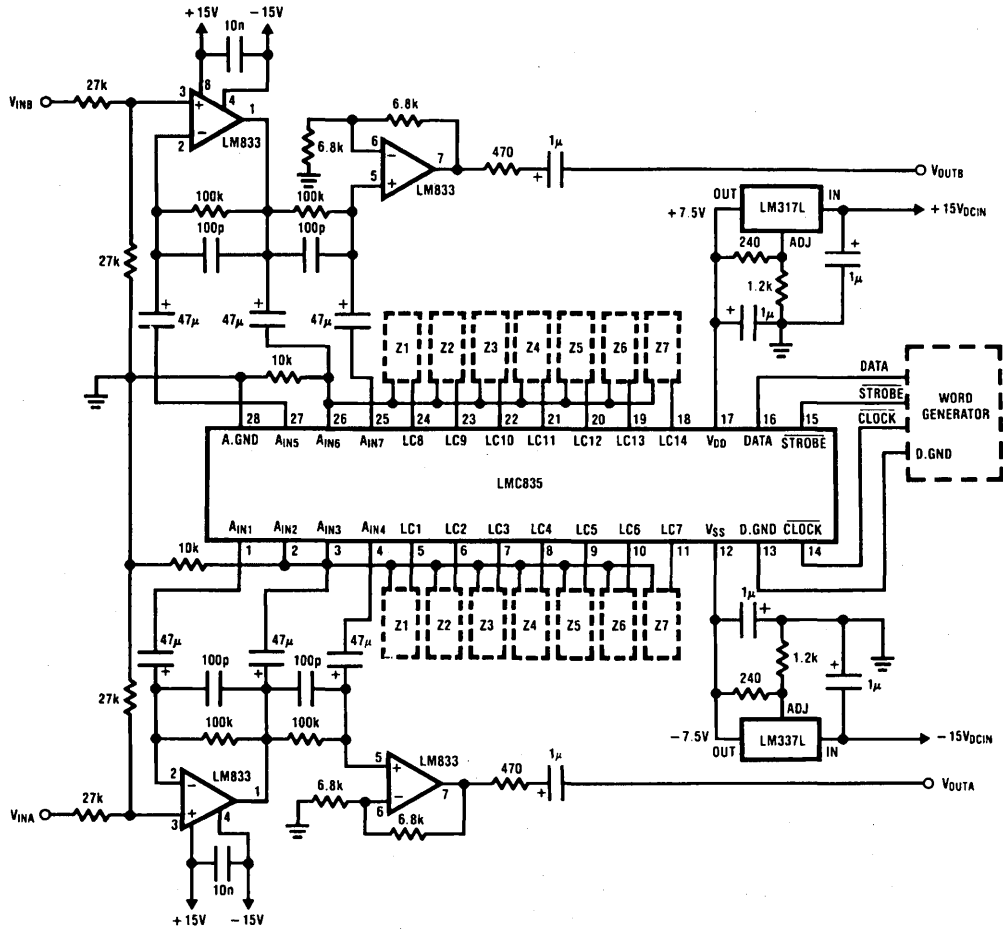 +15V -15V
10n
27k
VINB
3 8 4 1 2
+ -
LM833
6.8k
6.8k
6 7 5
- +
LM833
470
1μ
+
VOUTB
100k 100k
100p 100p
27k
+ + +
47μ 47μ 47μ
OUT LM317L IN
+7.5V
+15VDCIN
ADJ
240
1.2k
+ 1μ
+ 1μ
10k
Z1 Z2 Z3 Z4 Z5 Z6 Z7
DATA
STROBE
CLOCK
D.GND
WORD
GENERATOR
28 27 26 25 24 23 22 21 20 19 18 17 16 15
A.GND AIN5 AIN6 AIN7 LC8 LC9 LC10 LC11 LC12 LC13 LC14 VDD DATA STROBE
LMC835
AIN1 AIN2 AIN3 AIN4 LC1 LC2 LC3 LC4 LC5 LC6 LC7 VSS D.GND CLOCK
1 2 3 4 5 6 7 8 9 10 11 12 13 14
10k
Z1 Z2 Z3 Z4 Z5 Z6 Z7
47μ 47μ 47μ
+ + +
100p 100p
27k
100k 100k
1μ +
1.2k
240
+ 1μ
ADJ
-7.5V
OUT LM337L IN
-15VDCIN
2 1 3 4
- +
LM833
27k
VINA
5 7 6
+ -
LM833
6.8k
6.8k
470
1μ
+
VOUTA
10n
+15V -15V